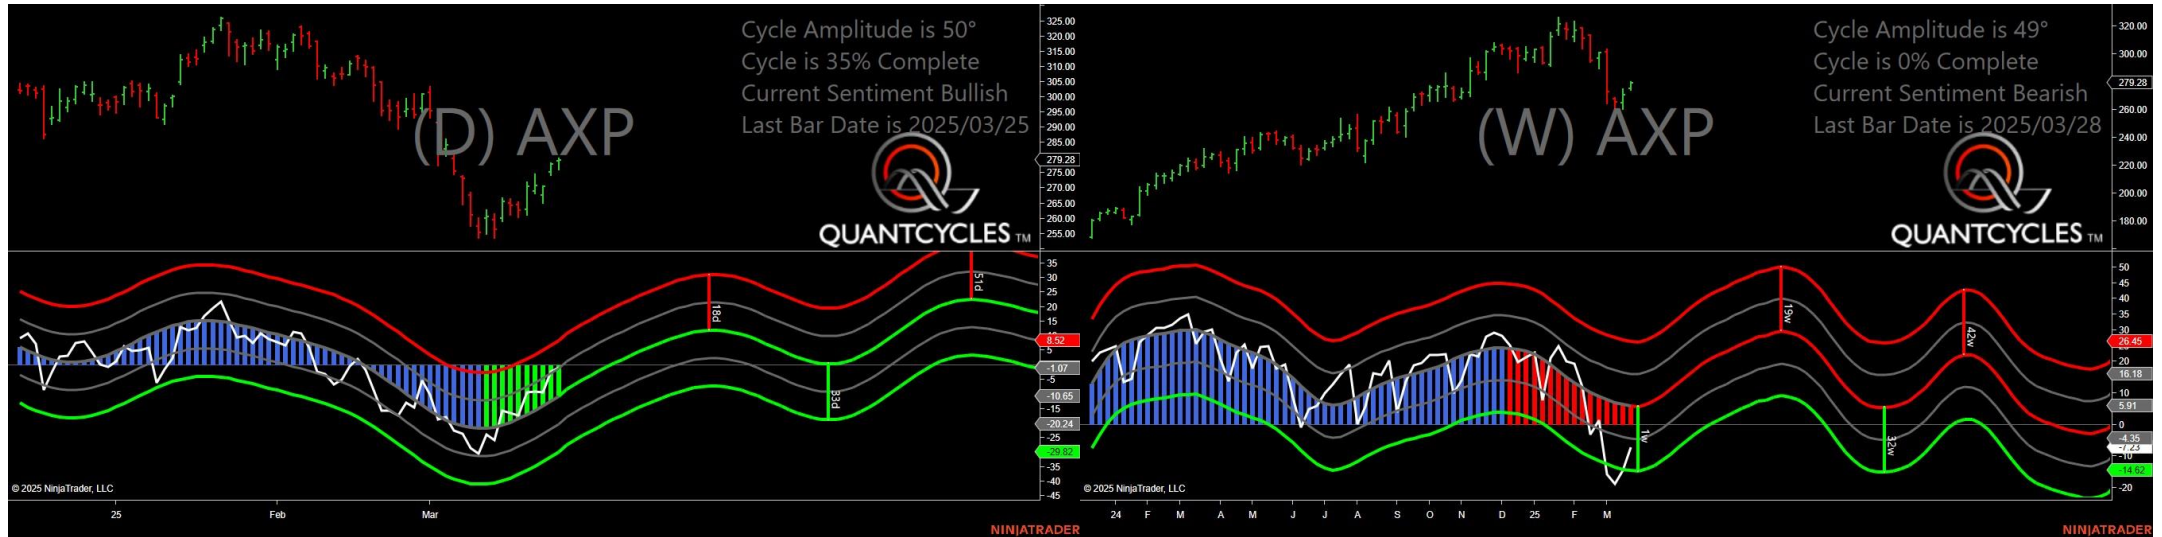 Cycle Amplitude is 50°
Cycle is 35% Complete
Current Sentiment Bullish
Last Bar Date is 2025/03/25
(D) AXP
QUANTCYCLES TM
325.00
320.00
315.00
310.00
305.00
300.00
295.00
290.00
285.00
279.28
275.00
270.00
265.00
260.00
255.00
35
30
25
20
15
8.52
5
-1.07
-5
-10.65
-15
-20.24
-25
-29.82
-35
-40
-45
18d
33d
51d
© 2025 NinjaTrader, LLC
25 Feb Mar
NINJATRADER
Cycle Amplitude is 49°
Cycle is 0% Complete
Current Sentiment Bearish
Last Bar Date is 2025/03/28
(W) AXP
QUANTCYCLES TM
320.00
300.00
279.28
260.00
240.00
220.00
200.00
180.00
50
45
40
35
30
26.45
20
16.18
10
5.91
0
-4.35
-7.23
-10
-14.62
-20
1w
19w
32w
42w
© 2025 NinjaTrader, LLC
24 F M A M J J A S O N D 25 F M
NINJATRADER